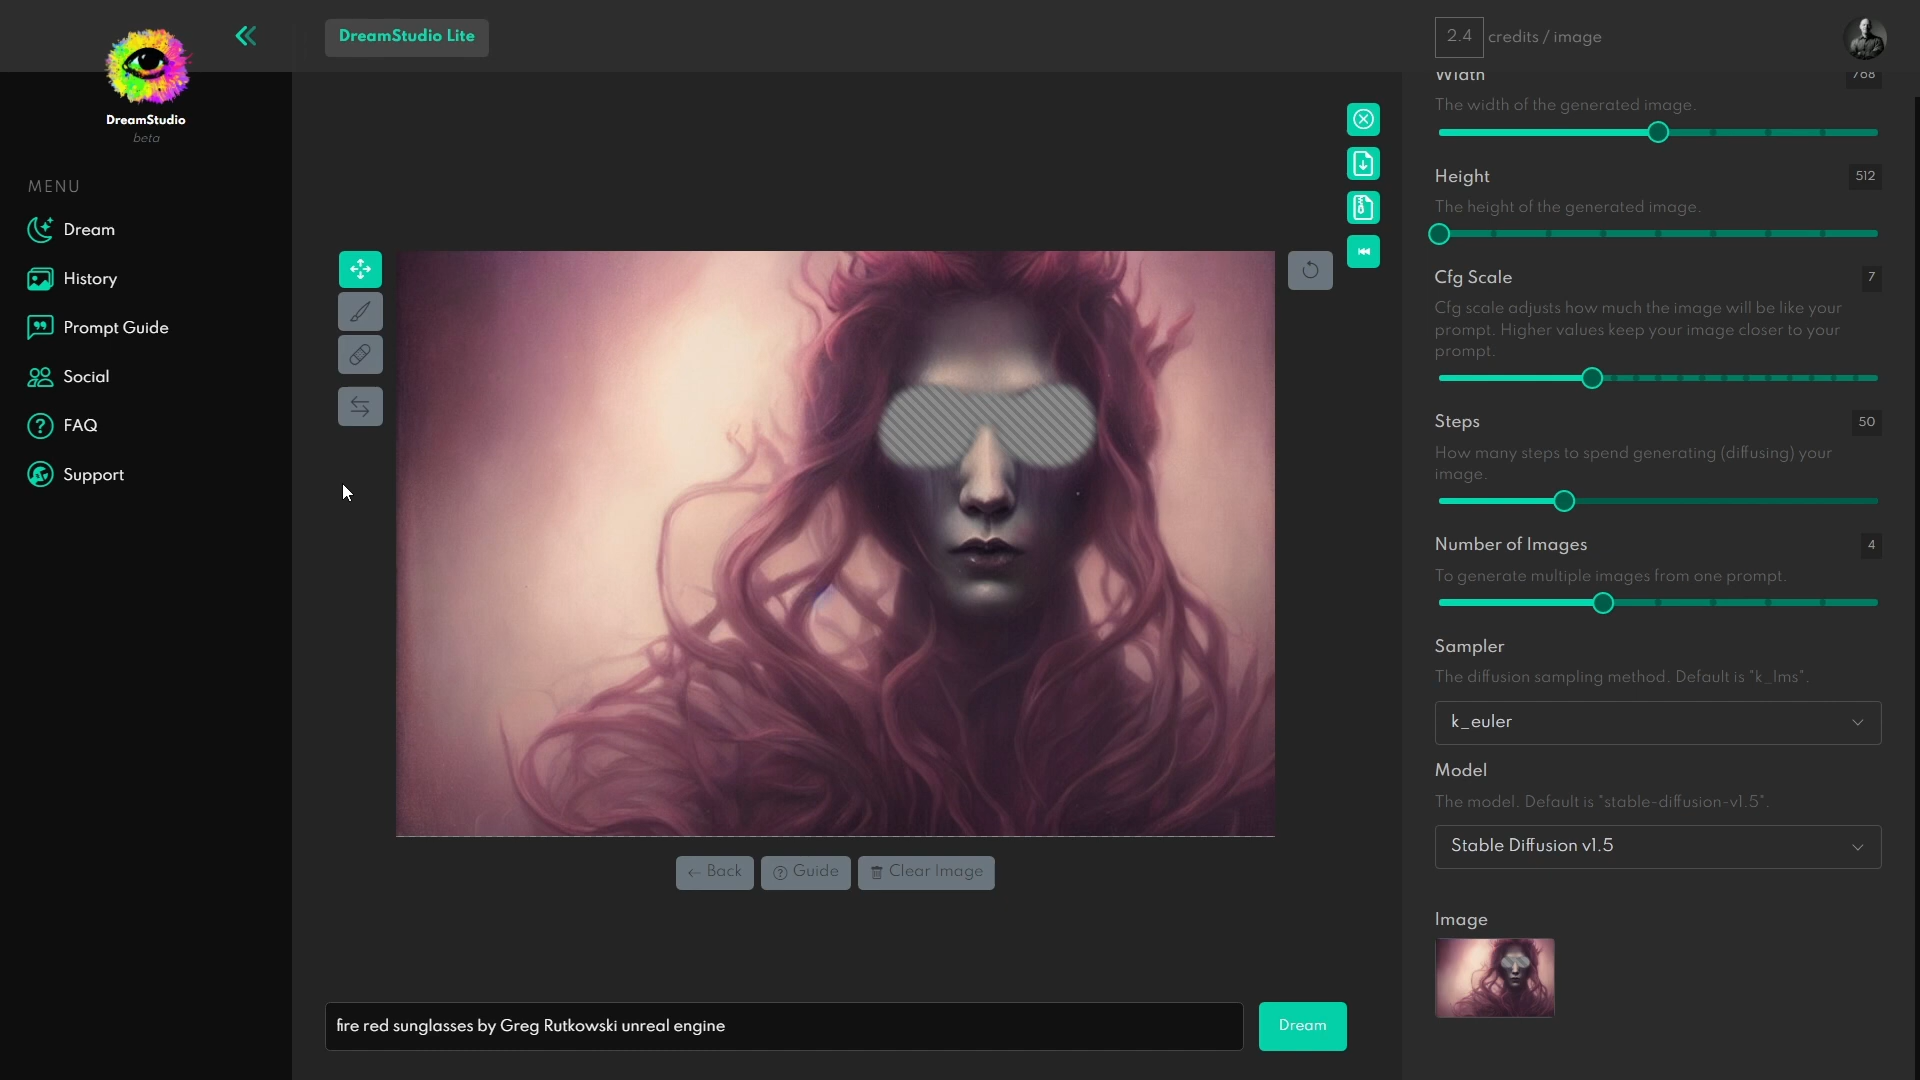 DreamStudio Lite
2.4 credits / image
DreamStudio
beta
MENU
Dream
History
Prompt Guide
Social
FAQ
Support
Back
Guide
Clear Image
fire red sunglasses by Greg Rutkowski unreal engine
Dream
Width 768
The width of the generated image.
Height 512
The height of the generated image.
Cfg Scale 7
Cfg scale adjusts how much the image will be like your
prompt. Higher values keep your image closer to your
prompt.
Steps 50
How many steps to spend generating (diffusing) your
image.
Number of Images 4
To generate multiple images from one prompt.
Sampler
The diffusion sampling method. Default is "k_lms".
k_euler
Model
The model. Default is "stable-diffusion-v1.5".
Stable Diffusion v1.5
Image